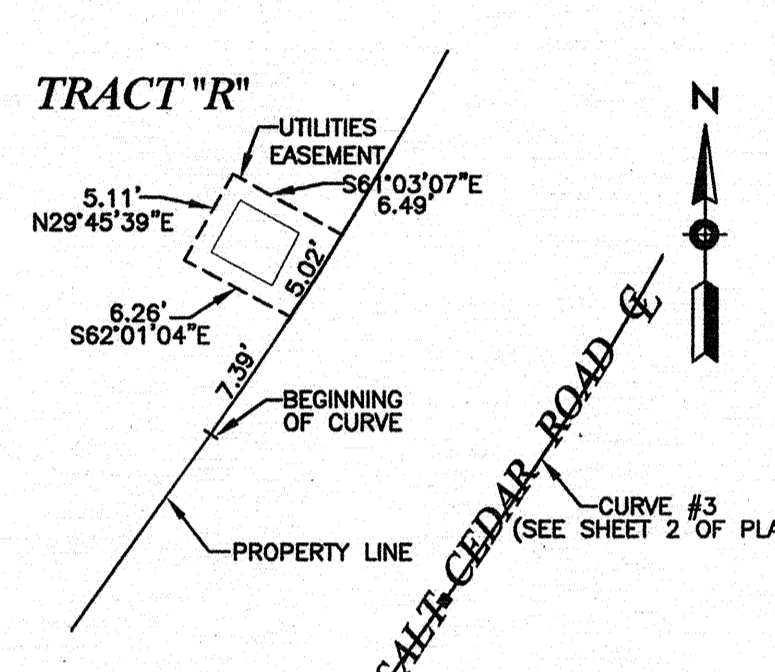 TRACT "R"
N
UTILITIES
EASEMENT
S61°03'07"E
6.49'
5.11'
N29°45'39"E
5.02'
6.26'
S62°01'04"E
7.39'
BEGINNING
OF CURVE
SALT CEDAR ROAD ℄
CURVE #3
(SEE SHEET 2 OF PLA
PROPERTY LINE